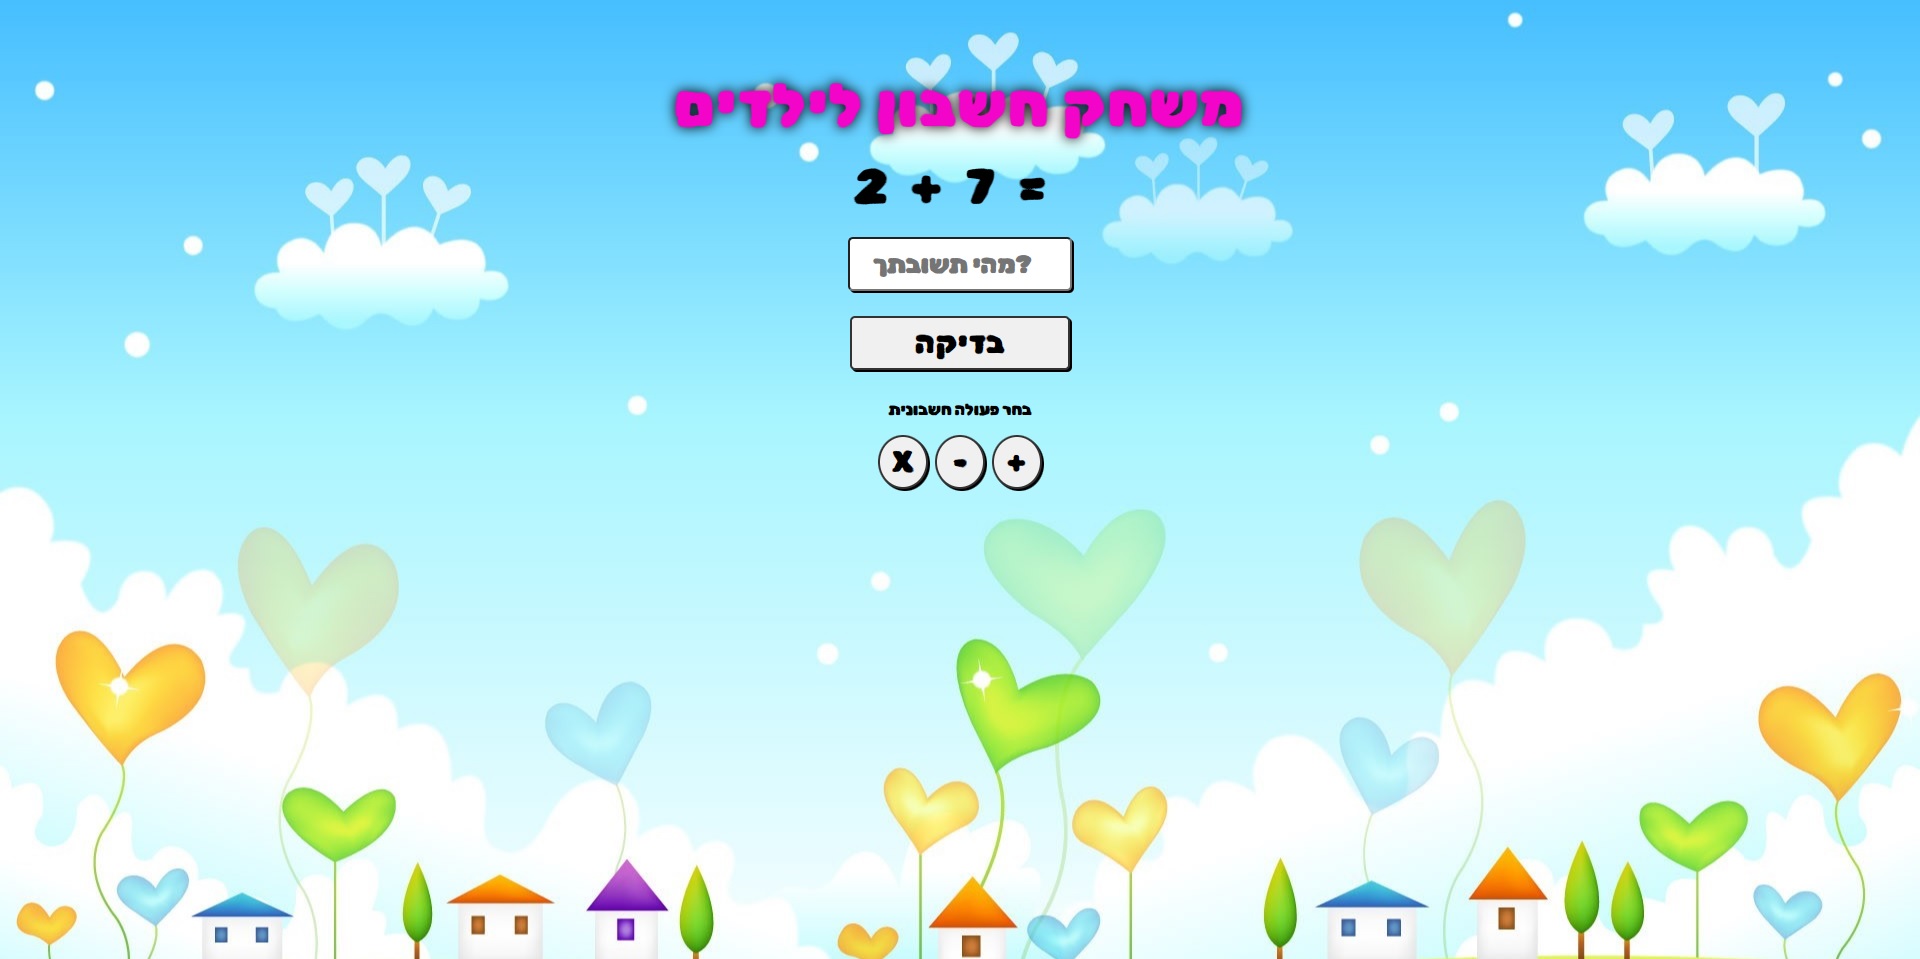 משחק חשבון לילדים
2 + 7 =
מהי תשובתך?
בדיקה
בחר פעולה חשבונית
X - +